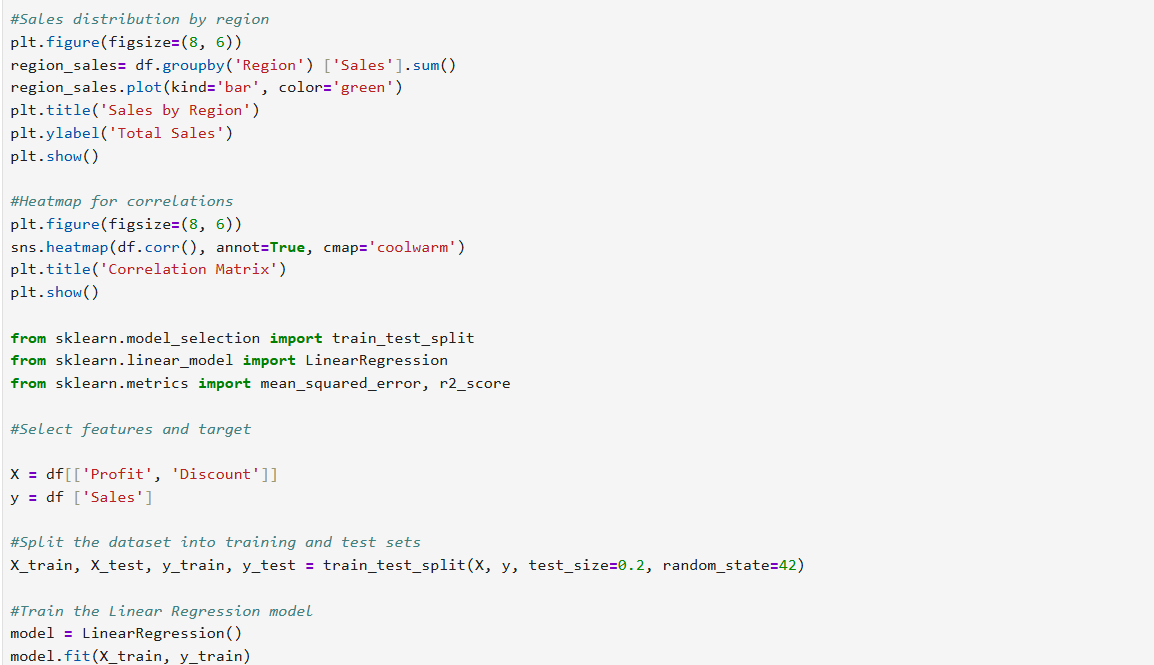 #Sales distribution by region
plt.figure(figsize=(8, 6))
region_sales= df.groupby('Region') ['Sales'].sum()
region_sales.plot(kind='bar', color='green')
plt.title('Sales by Region')
plt.ylabel('Total Sales')
plt.show()
#Heatmap for correlations
plt.figure(figsize=(8, 6))
sns.heatmap(df.corr(), annot=True, cmap='coolwarm')
plt.title('Correlation Matrix')
plt.show()
from sklearn.model_selection import train_test_split
from sklearn.linear_model import LinearRegression
from sklearn.metrics import mean_squared_error, r2_score
#Select features and target
X = df[['Profit', 'Discount']]
y = df ['Sales']
#Split the dataset into training and test sets
X_train, X_test, y_train, y_test = train_test_split(X, y, test_size=0.2, random_state=42)
#Train the Linear Regression model
model = LinearRegression()
model.fit(X_train, y_train)